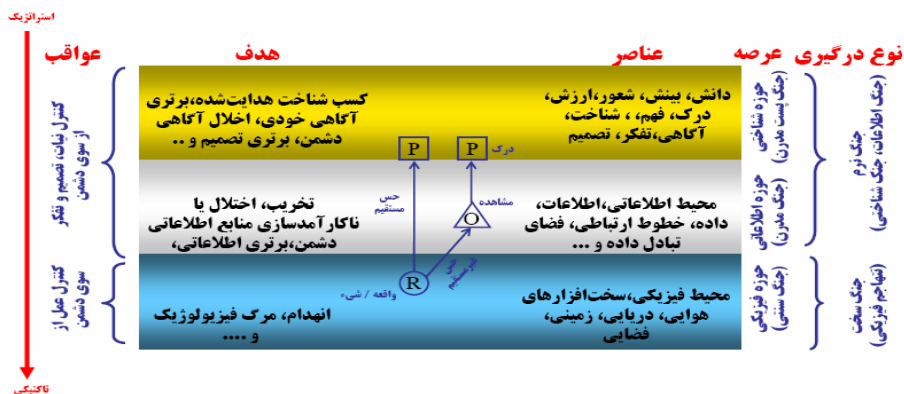 استراتژیک
نوع درگیری
عرصه
عناصر
هدف
عواقب
جنگ نرم
(جنگ اطلاعات، جنگ شناختی)
حوزه شناختی
(جنگ پست مدرن)
دانش، بینش، شعور،ارزش،
درک، فهم، ، شناخت،
آگاهی،تفکر، تصمیم
کسب شناخت هدایت‌شده،برتری
آگاهی خودی، اخلال آگاهی
دشمن، برتری تصمیم و ..
کنترل نیات، تصمیم و تفکر
از سوی دشمن
P
P
درک
حوزه اطلاعاتی
(جنگ مدرن)
محیط اطلاعاتی،اطلاعات،
داده، خطوط ارتباطی، فضای
تبادل داده و ...
تخریب، اختلال یا
ناکارآمدسازی منابع اطلاعاتی
دشمن،برتری اطلاعاتی،
حس
مستقیم
مشاهده
O
حس
غیرمستقیم
R
واقعه / شیء
جنگ سخت
(تهاجم فیزیکی)
حوزه فیزیکی
(جنگ سنتی)
محیط فیزیکی،سخت‌افزارهای
هوایی، دریایی، زمینی،
فضایی
انهدام، مرگ فیزیولوژیک
و ....
کنترل عمل از
سوی دشمن
تاکتیکی